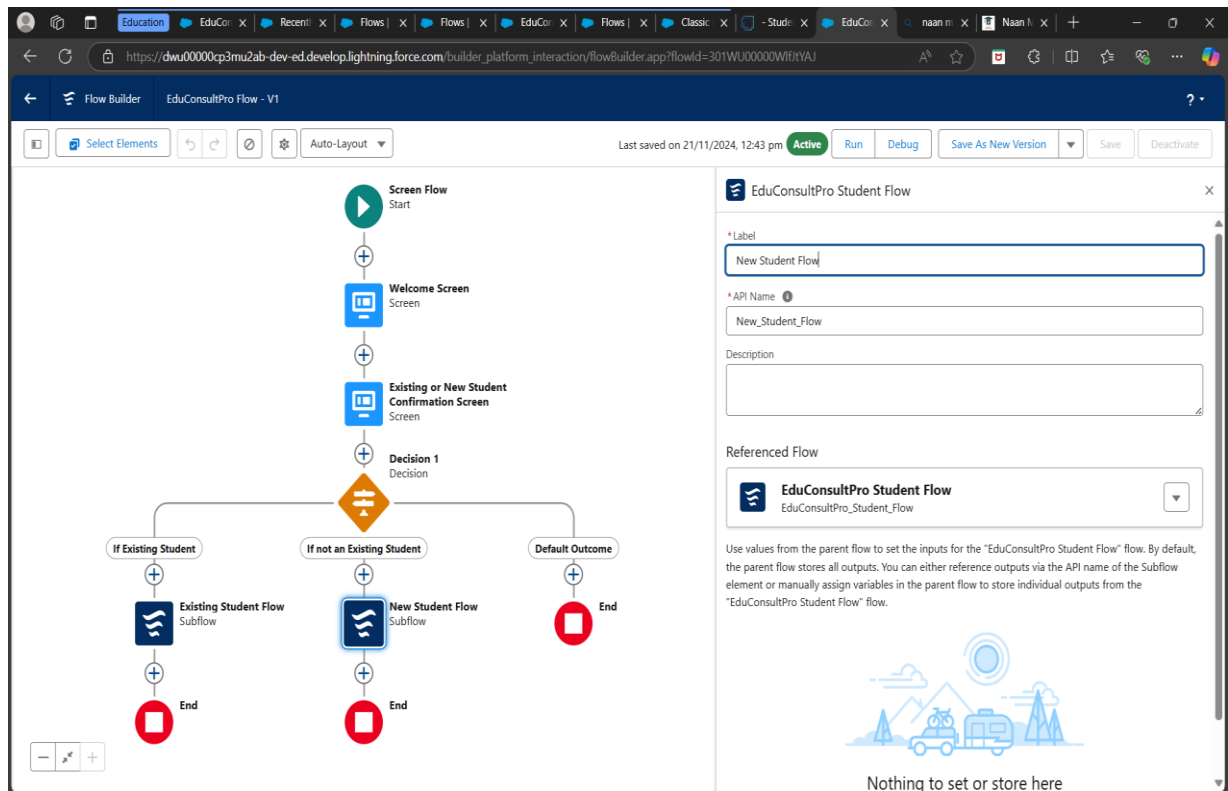 Education
EduCon
Recently
Flows |
Flows |
EduCon
Flows |
Classic
- Stude
EduCon
naan m
Naan M
https://dwu00000cp3mu2ab-dev-ed.develop.lightning.force.com/builder_platform_interaction/flowBuilder.app?flowId=301WU00000WlfJtYAJ
Flow Builder
EduConsultPro Flow - V1
?
Select Elements
Auto-Layout
Last saved on 21/11/2024, 12:43 pm
Active
Run
Debug
Save As New Version
Save
Deactivate
Screen Flow
Start
Welcome Screen
Screen
Existing or New Student
Confirmation Screen
Screen
Decision 1
Decision
If Existing Student
If not an Existing Student
Default Outcome
Existing Student Flow
Subflow
New Student Flow
Subflow
End
End
End
EduConsultPro Student Flow
*Label
New Student Flow
*API Name
New_Student_Flow
Description
Referenced Flow
EduConsultPro Student Flow
EduConsultPro_Student_Flow
Use values from the parent flow to set the inputs for the "EduConsultPro Student Flow" flow. By default,
the parent flow stores all outputs. You can either reference outputs via the API name of the Subflow
element or manually assign variables in the parent flow to store individual outputs from the
"EduConsultPro Student Flow" flow.
Nothing to set or store here